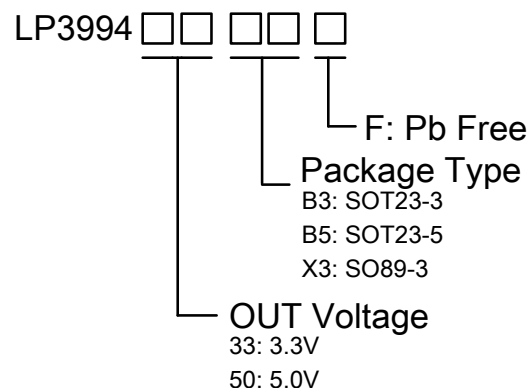 LP3994 □□ □□ □
F: Pb Free
Package Type
B3: SOT23-3
B5: SOT23-5
X3: SO89-3
OUT Voltage
33: 3.3V
50: 5.0V